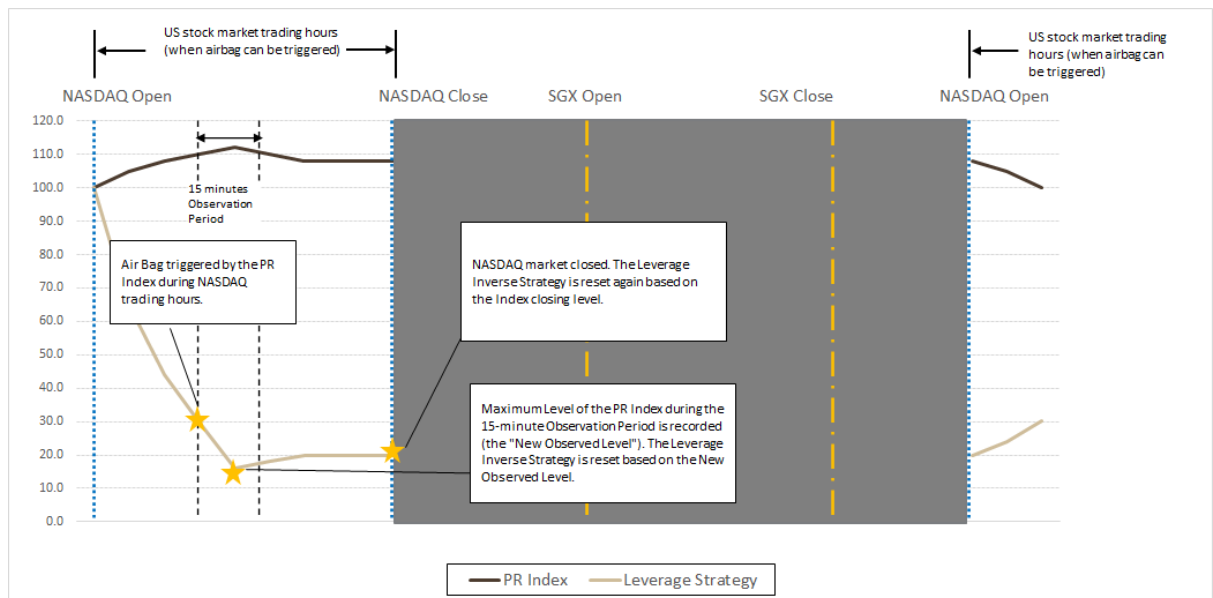 US stock market trading hours
(when airbag can be triggered)
US stock market trading
hours (when airbag can
be triggered)
NASDAQ Open
NASDAQ Close
SGX Open
SGX Close
NASDAQ Open
120.0
110.0
100.0
90.0
80.0
70.0
60.0
50.0
40.0
30.0
20.0
10.0
0.0
15 minutes
Observation
Period
Air Bag triggered by the PR
Index during NASDAQ
trading hours.
NASDAQ market closed. The Leverage
Inverse Strategy is reset again based on
the Index closing level.
Maximum Level of the PR Index during the
15-minute Observation Period is recorded
(the "New Observed Level"). The Leverage
Inverse Strategy is reset based on the New
Observed Level.
PR Index
Leverage Strategy